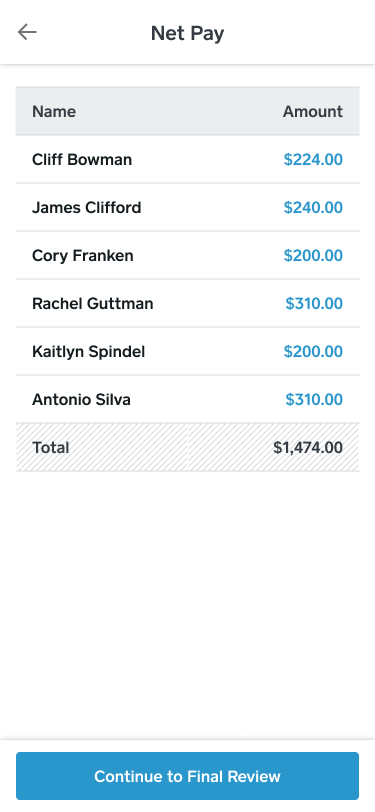 Net Pay
Name Amount
Cliff Bowman $224.00
James Clifford $240.00
Cory Franken $200.00
Rachel Guttman $310.00
Kaitlyn Spindel $200.00
Antonio Silva $310.00
Total $1,474.00
Continue to Final Review